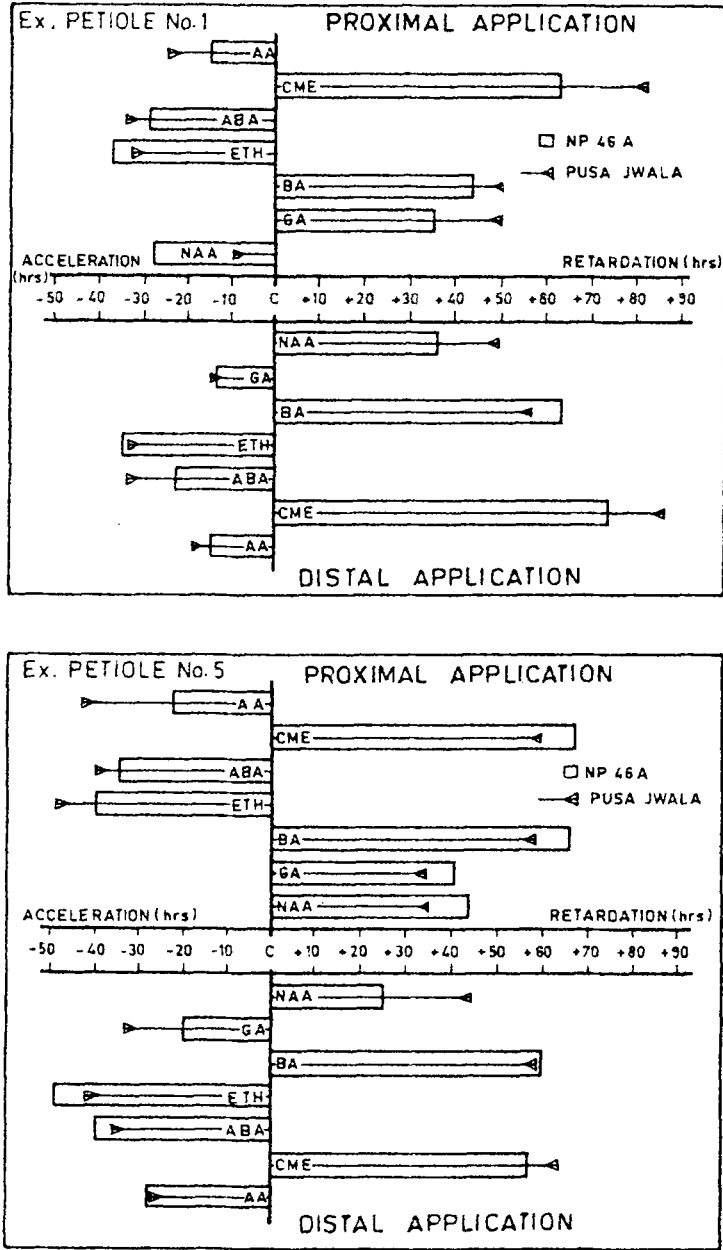 Ex. PETIOLE No. 1 PROXIMAL APPLICATION
AA
CME
ABA
NP 46 A
ETH
PUSA JWALA
BA
GA
NAA
ACCELERATION (hrs) RETARDATION (hrs)
-50 -40 -30 -20 -10 C +10 +20 +30 +40 +50 +60 +70 +80 +90
NAA
GA
BA
ETH
ABA
CME
AA
DISTAL APPLICATION
Ex. PETIOLE No. 5 PROXIMAL APPLICATION
AA
CME
ABA
NP 46 A
ETH
PUSA JWALA
BA
GA
NAA
ACCELERATION (hrs) RETARDATION (hrs)
-50 -40 -30 -20 -10 C +10 +20 +30 +40 +50 +60 +70 +80 +90
NAA
GA
BA
ETH
ABA
CME
AA
DISTAL APPLICATION